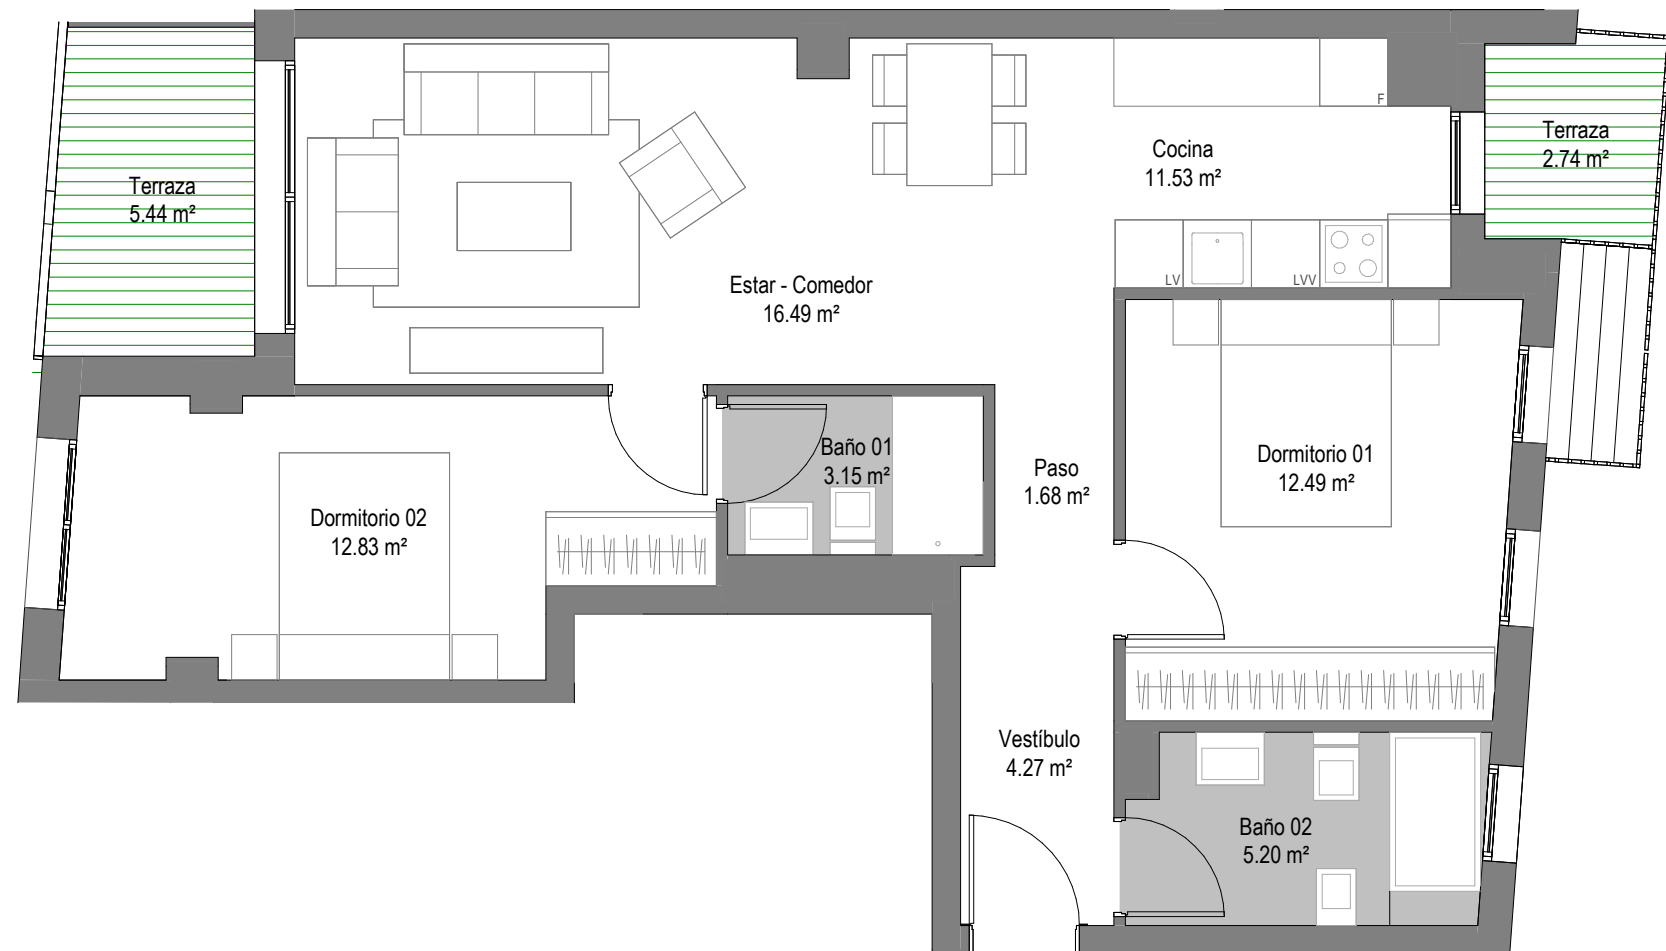 Terraza
5.44 m²
Estar - Comedor
16.49 m²
Cocina
11.53 m²
F
LV
LVV
Terraza
2.74 m²
Dormitorio 02
12.83 m²
Baño 01
3.15 m²
Paso
1.68 m²
Dormitorio 01
12.49 m²
Vestíbulo
4.27 m²
Baño 02
5.20 m²